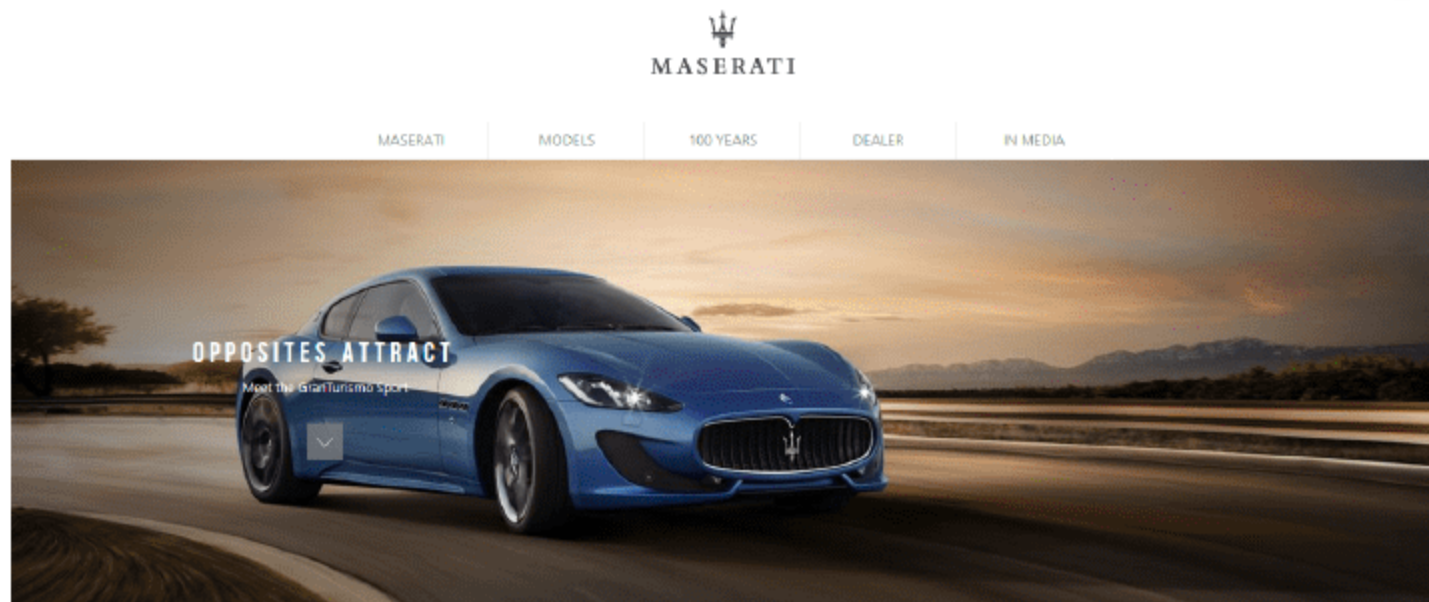 MASERATI
MASERATI MODELS 100 YEARS DEALER IN MEDIA
OPPOSITES ATTRACT
Meet the GranTurismo sport